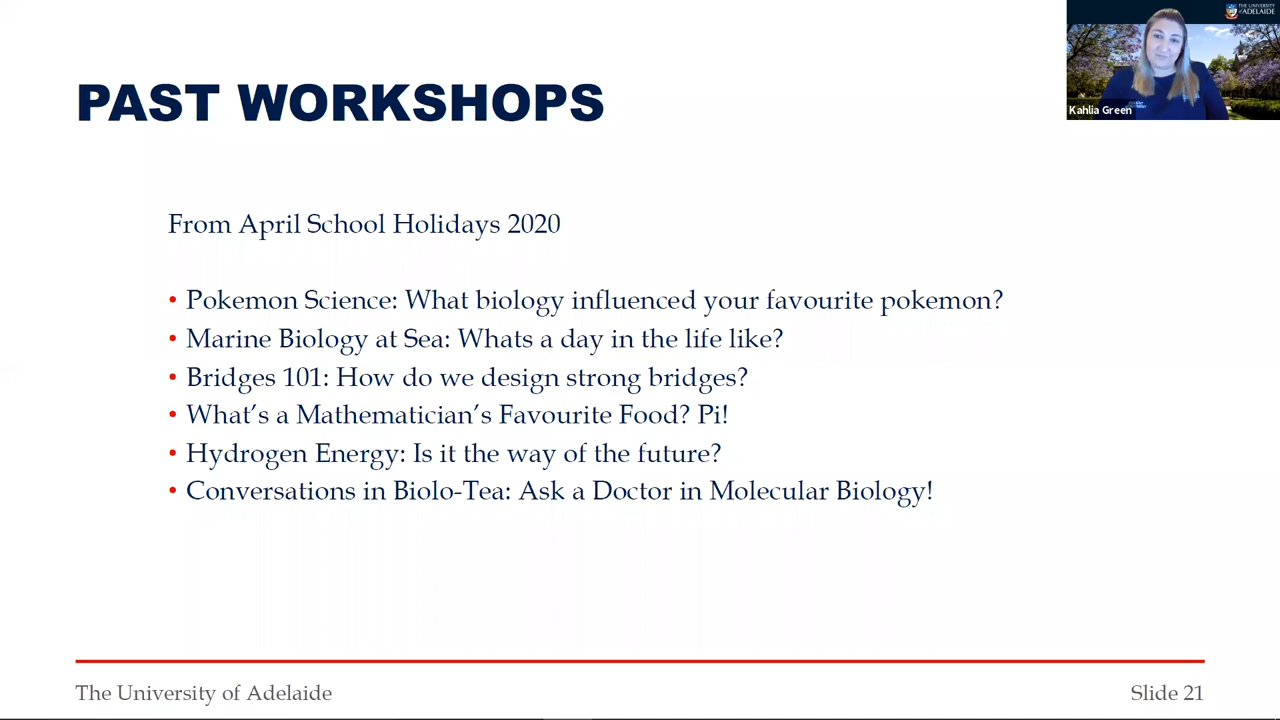 THE UNIVERSITY
of ADELAIDE
Kahlia Green
PAST WORKSHOPS
From April School Holidays 2020
• Pokemon Science: What biology influenced your favourite pokemon?
• Marine Biology at Sea: Whats a day in the life like?
• Bridges 101: How do we design strong bridges?
• What’s a Mathematician’s Favourite Food? Pi!
• Hydrogen Energy: Is it the way of the future?
• Conversations in Biolo-Tea: Ask a Doctor in Molecular Biology!
The University of Adelaide
Slide 21